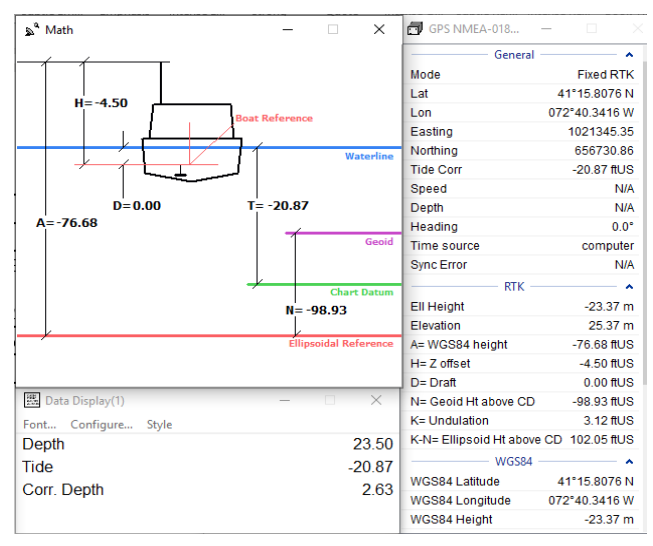 Math
H= -4.50
Boat Reference
Waterline
D=0.00
T= -20.87
A= -76.68
Geoid
Chart Datum
N= -98.93
Ellipsoidal Reference
Data Display(1)
Font... Configure... Style
Depth 23.50
Tide -20.87
Corr. Depth 2.63
GPS NMEA-018...
General
Mode Fixed RTK
Lat 41°15.8076 N
Lon 072°40.3416 W
Easting 1021345.35
Northing 656730.86
Tide Corr -20.87 ftUS
Speed N/A
Depth N/A
Heading 0.0°
Time source computer
Sync Error N/A
RTK
Ell Height -23.37 m
Elevation 25.37 m
A= WGS84 height -76.68 ftUS
H= Z offset -4.50 ftUS
D= Draft 0.00 ftUS
N= Geoid Ht above CD -98.93 ftUS
K= Undulation 3.12 ftUS
K-N= Ellipsoid Ht above CD 102.05 ftUS
WGS84
WGS84 Latitude 41°15.8076 N
WGS84 Longitude 072°40.3416 W
WGS84 Height -23.37 m